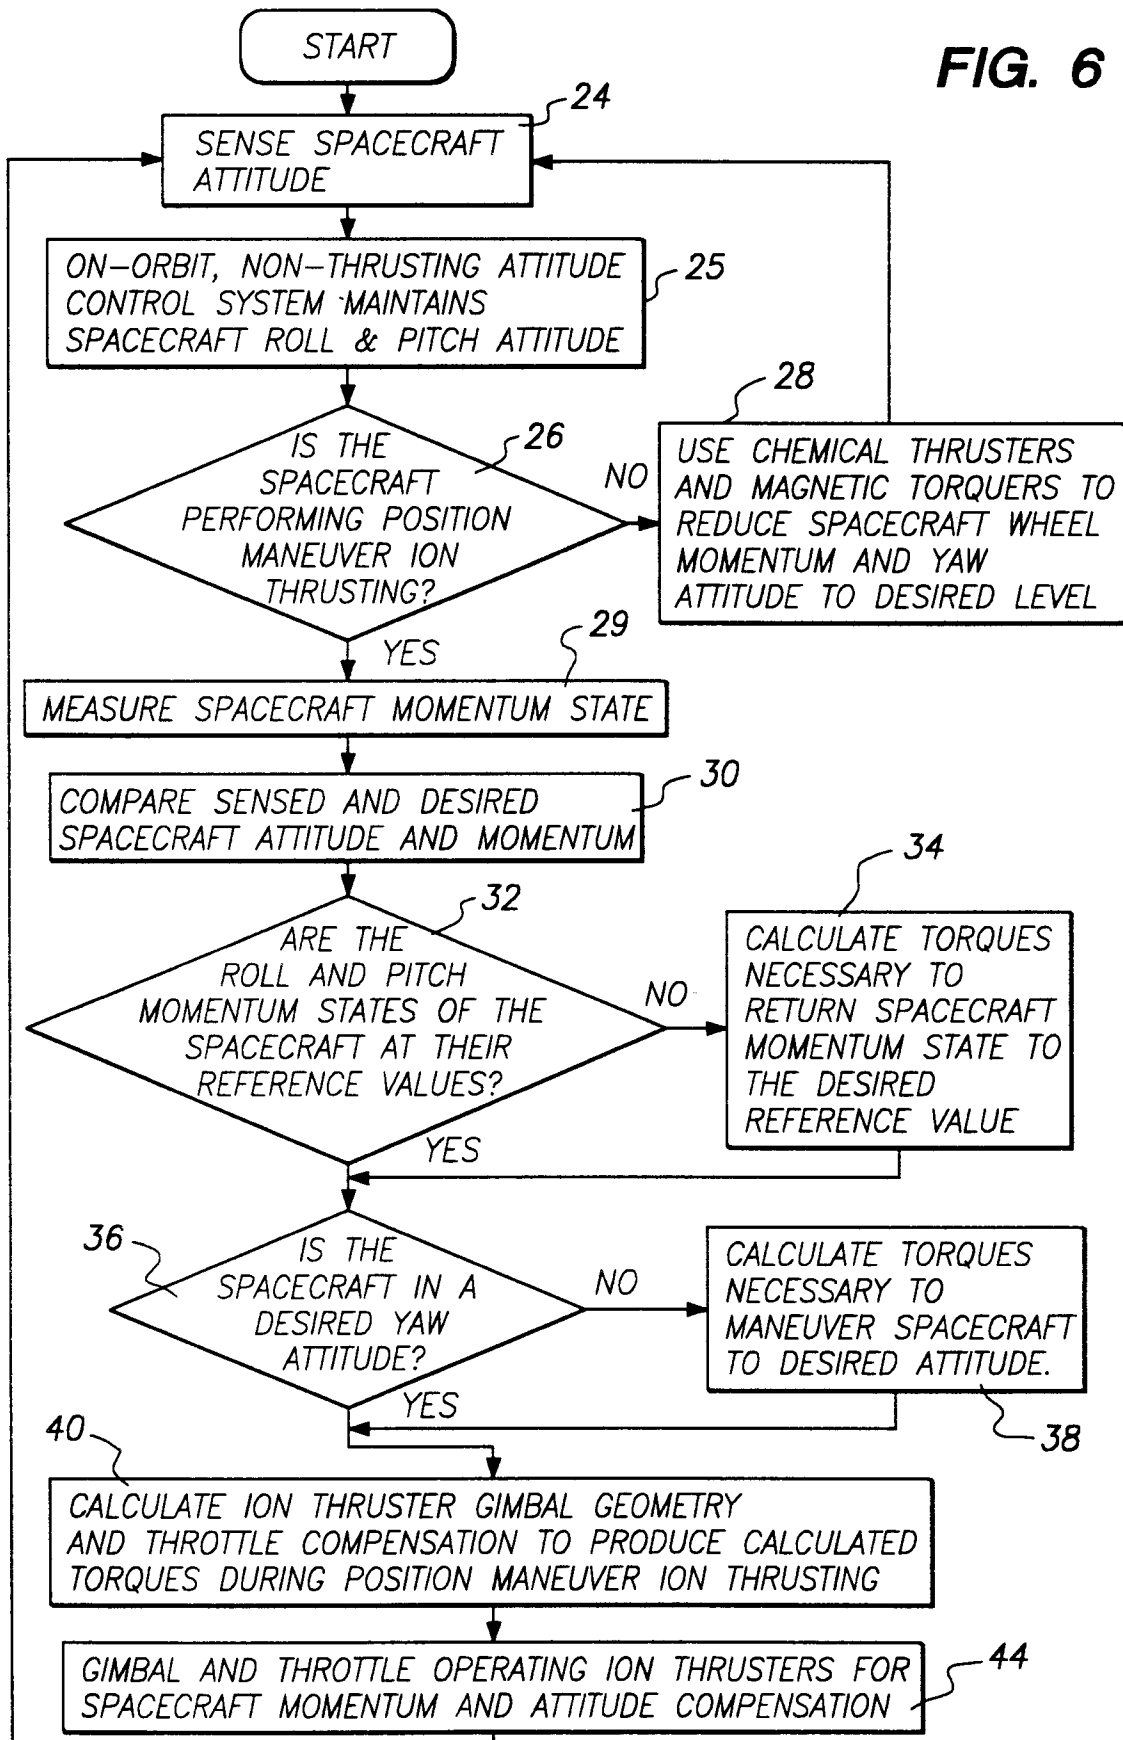 START
FIG. 6
24
SENSE SPACECRAFT
ATTITUDE
25
ON-ORBIT, NON-THRUSTING ATTITUDE
CONTROL SYSTEM MAINTAINS
SPACECRAFT ROLL & PITCH ATTITUDE
26
IS THE
SPACECRAFT
PERFORMING POSITION
MANEUVER ION
THRUSTING?
NO
28
USE CHEMICAL THRUSTERS
AND MAGNETIC TORQUERS TO
REDUCE SPACECRAFT WHEEL
MOMENTUM AND YAW
ATTITUDE TO DESIRED LEVEL
YES
29
MEASURE SPACECRAFT MOMENTUM STATE
30
COMPARE SENSED AND DESIRED
SPACECRAFT ATTITUDE AND MOMENTUM
32
ARE THE
ROLL AND PITCH
MOMENTUM STATES OF THE
SPACECRAFT AT THEIR
REFERENCE VALUES?
NO
34
CALCULATE TORQUES
NECESSARY TO
RETURN SPACECRAFT
MOMENTUM STATE TO
THE DESIRED
REFERENCE VALUE
YES
36
IS THE
SPACECRAFT IN A
DESIRED YAW
ATTITUDE?
NO
CALCULATE TORQUES
NECESSARY TO
MANEUVER SPACECRAFT
TO DESIRED ATTITUDE.
38
YES
40
CALCULATE ION THRUSTER GIMBAL GEOMETRY
AND THROTTLE COMPENSATION TO PRODUCE CALCULATED
TORQUES DURING POSITION MANEUVER ION THRUSTING
44
GIMBAL AND THROTTLE OPERATING ION THRUSTERS FOR
SPACECRAFT MOMENTUM AND ATTITUDE COMPENSATION